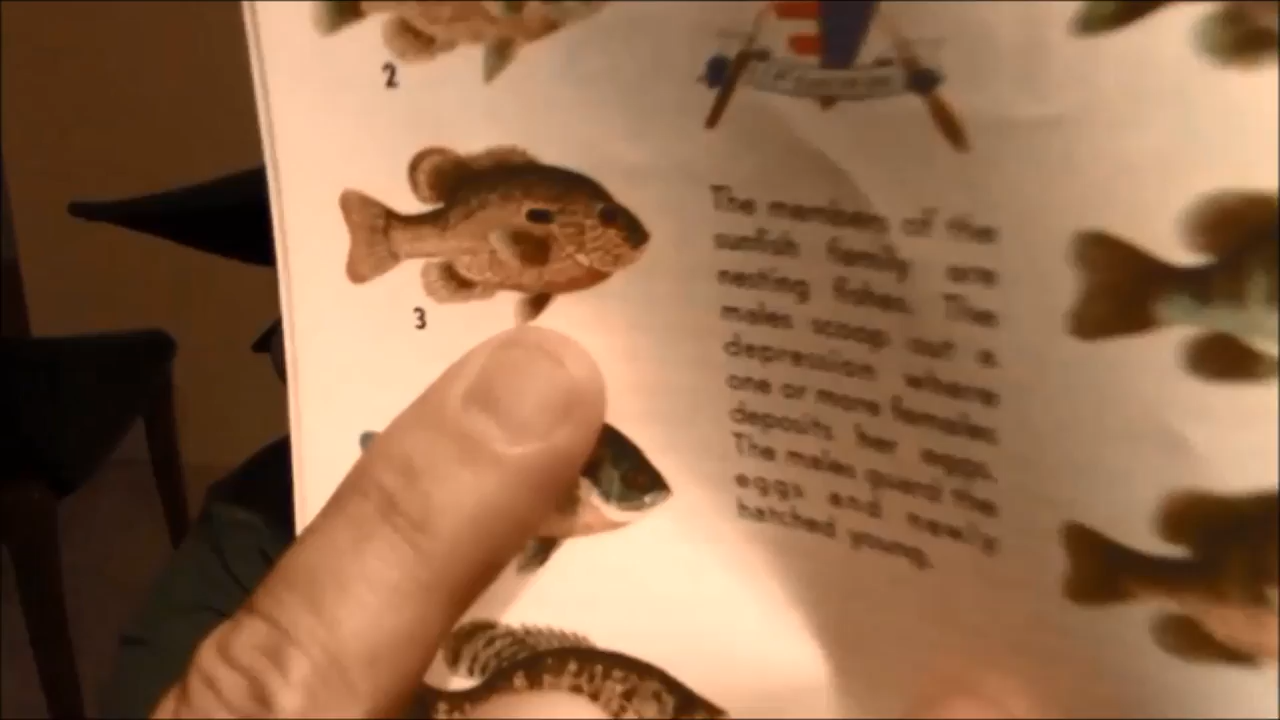 2
3
The members of the
sunfish family are
nesting fishes. The
males scoop out a
depression where
one or more females
deposits her eggs.
The males guard the
eggs and newly
hatched young.